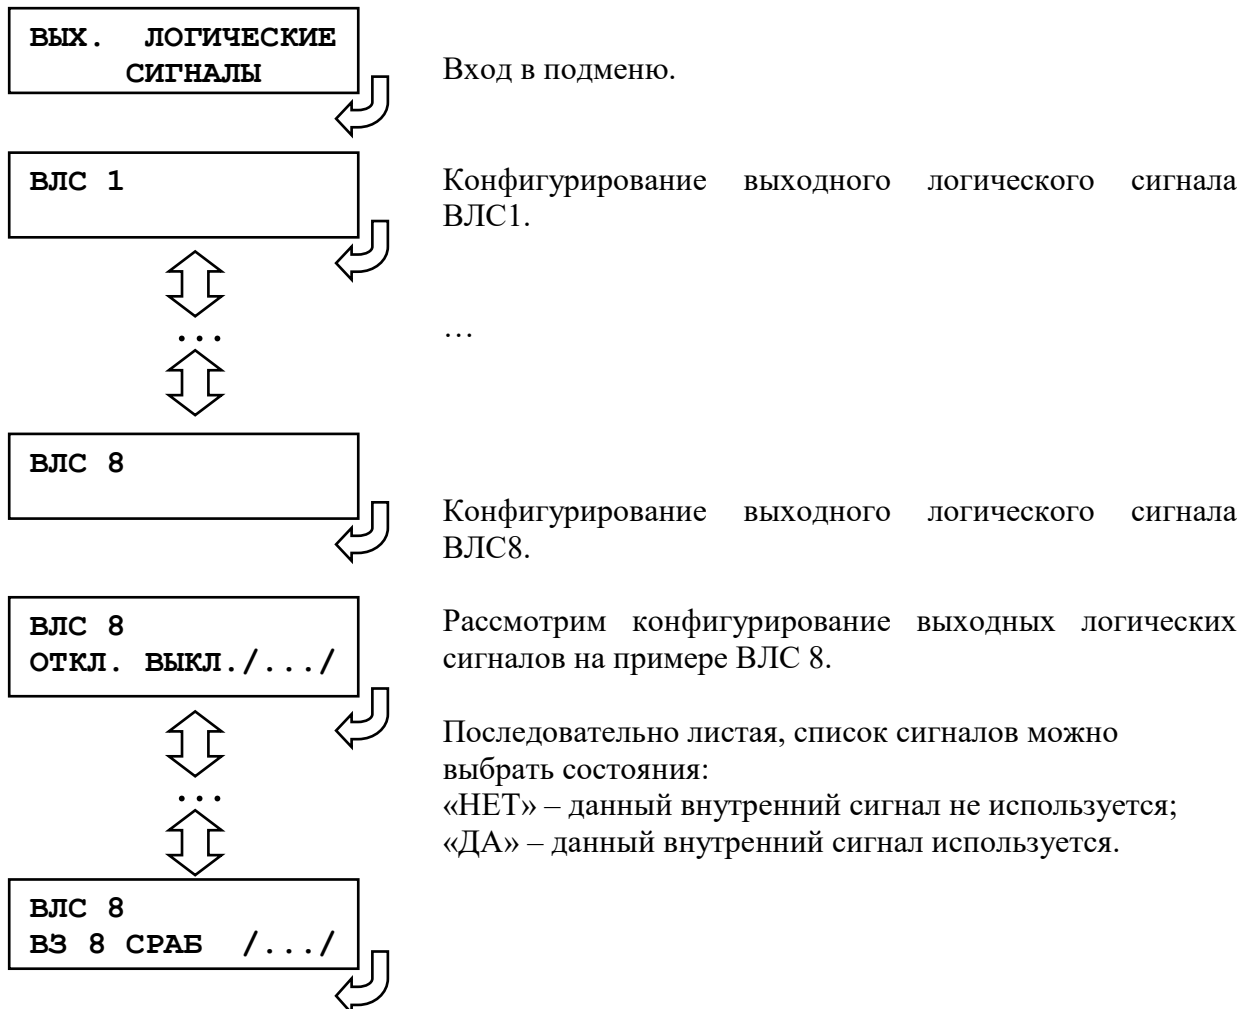 ВЫХ. ЛОГИЧЕСКИЕ
СИГНАЛЫ
Вход в подменю.
ВЛС 1
Конфигурирование выходного логического сигнала
ВЛС1.
...
…
ВЛС 8
Конфигурирование выходного логического сигнала
ВЛС8.
ВЛС 8
ОТКЛ. ВЫКЛ./.../
Рассмотрим конфигурирование выходных логических
сигналов на примере ВЛС 8.
Последовательно листая, список сигналов можно
выбрать состояния:
«НЕТ» – данный внутренний сигнал не используется;
«ДА» – данный внутренний сигнал используется.
...
ВЛС 8
ВЗ 8 СРАБ /.../